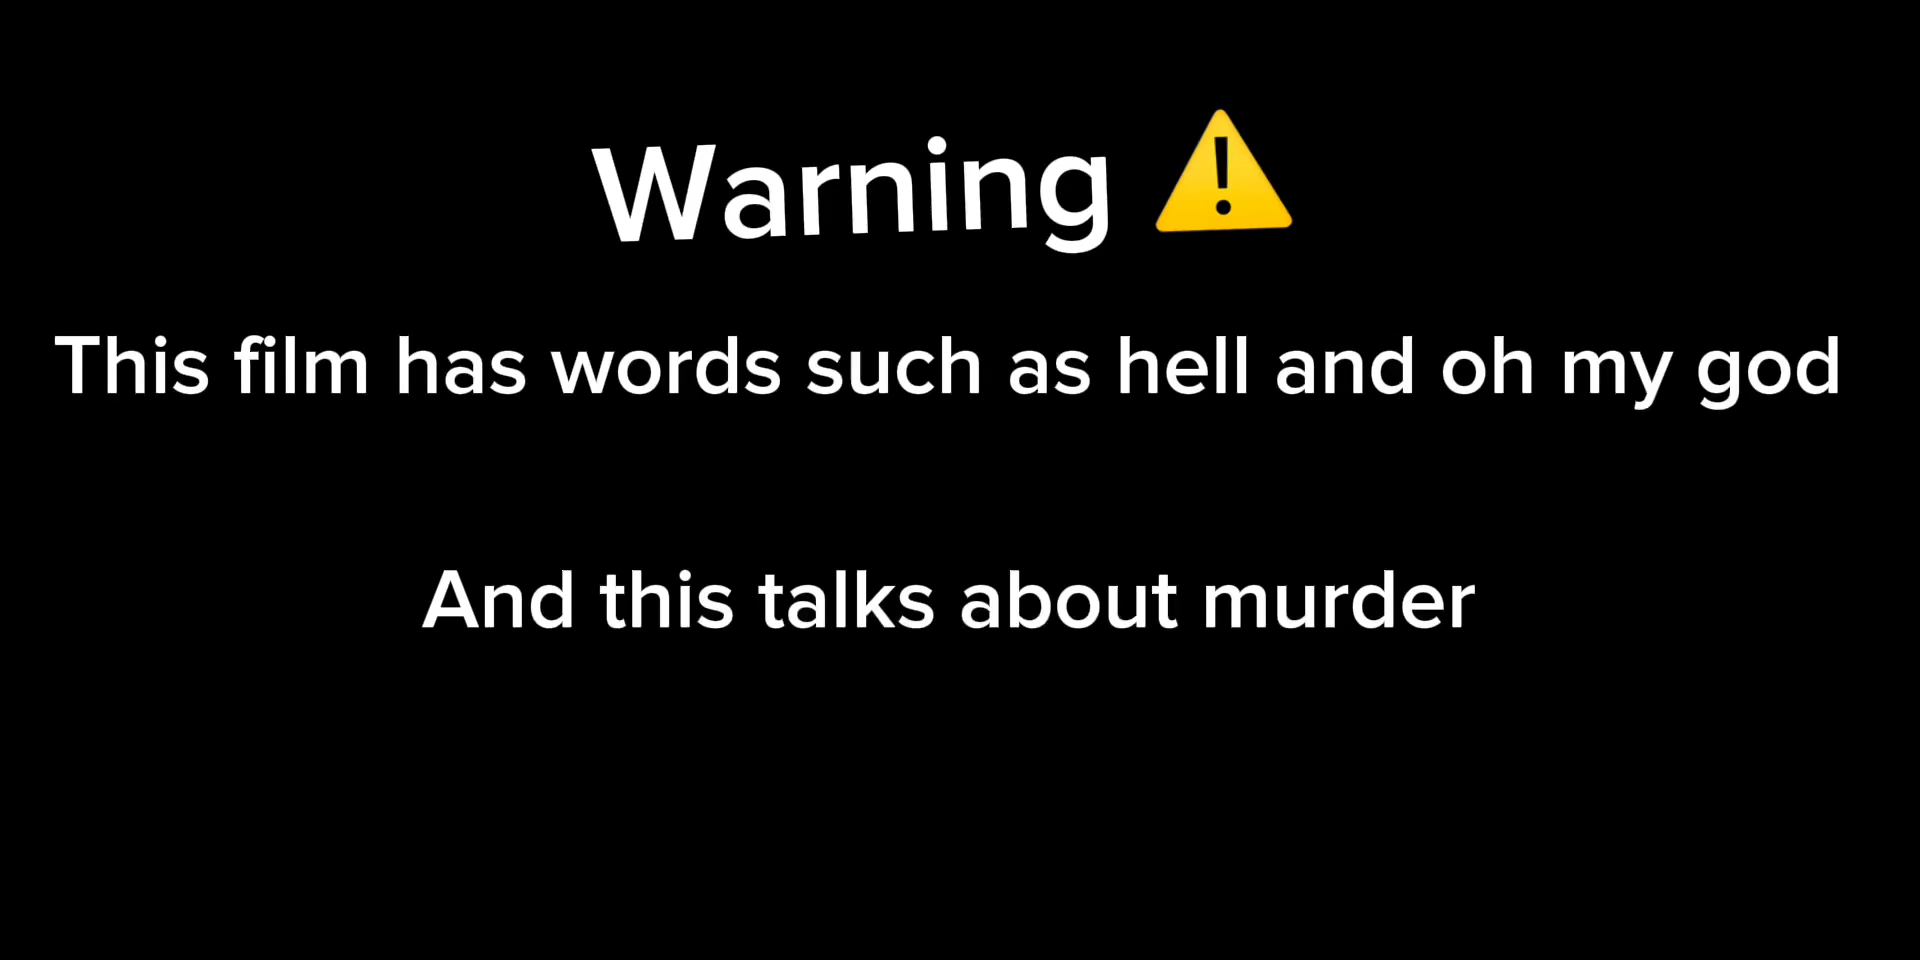 Warning ⚠️
This film has words such as hell and oh my god
And this talks about murder